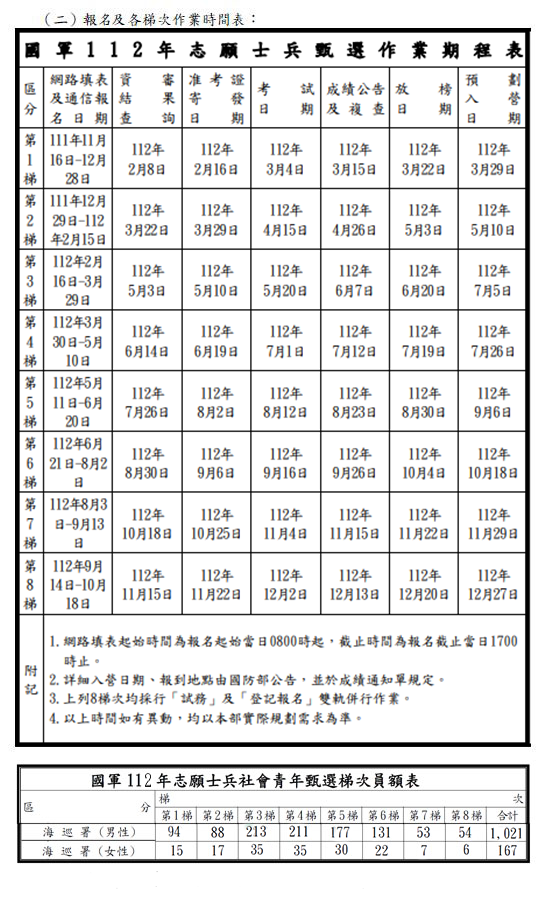 （二）報名及各梯次作業時間表：
國軍112年志願士兵甄選作業期程表
區分 網路填表及通信報名日期 資審結果查詢 准考證寄發日期 考試日期 成績公告及複查 放榜日期 預劃入營日期
第1梯 111年11月16日-12月28日 112年2月8日 112年2月16日 112年3月4日 112年3月15日 112年3月22日 112年3月29日
第2梯 111年12月29日-112年2月15日 112年3月22日 112年3月29日 112年4月15日 112年4月26日 112年5月3日 112年5月10日
第3梯 112年2月16日-3月29日 112年5月3日 112年5月10日 112年5月20日 112年6月7日 112年6月20日 112年7月5日
第4梯 112年3月30日-5月10日 112年6月14日 112年6月19日 112年7月1日 112年7月12日 112年7月19日 112年7月26日
第5梯 112年5月11日-6月20日 112年7月26日 112年8月2日 112年8月12日 112年8月23日 112年8月30日 112年9月6日
第6梯 112年6月21日-8月2日 112年8月30日 112年9月6日 112年9月16日 112年9月26日 112年10月4日 112年10月18日
第7梯 112年8月3日-9月13日 112年10月18日 112年10月25日 112年11月4日 112年11月15日 112年11月22日 112年11月29日
第8梯 112年9月14日-10月18日 112年11月15日 112年11月22日 112年12月2日 112年12月13日 112年12月20日 112年12月27日
附記
1.網路填表起始時間為報名起始當日0800時起，截止時間為報名截止當日1700
時止。
2.詳細入營日期、報到地點由國防部公告，並於成績通知單規定。
3.上列8梯次均採行「試務」及「登記報名」雙軌併行作業。
4.以上時間如有異動，均以本部實際規劃需求為準。
國軍112年志願士兵社會青年甄選梯次員額表
區分 梯次
第1梯 第2梯 第3梯 第4梯 第5梯 第6梯 第7梯 第8梯 合計
海巡署(男性) 94 88 213 211 177 131 53 54 1,021
海巡署(女性) 15 17 35 35 30 22 7 6 167